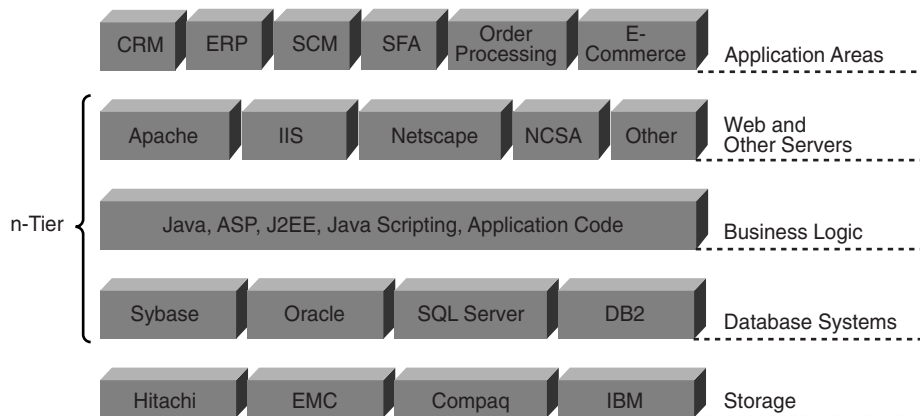 CRM ERP SCM SFA Order Processing E-Commerce Application Areas
Apache IIS Netscape NCSA Other Web and Other Servers
n-Tier
Java, ASP, J2EE, Java Scripting, Application Code Business Logic
Sybase Oracle SQL Server DB2 Database Systems
Hitachi EMC Compaq IBM Storage